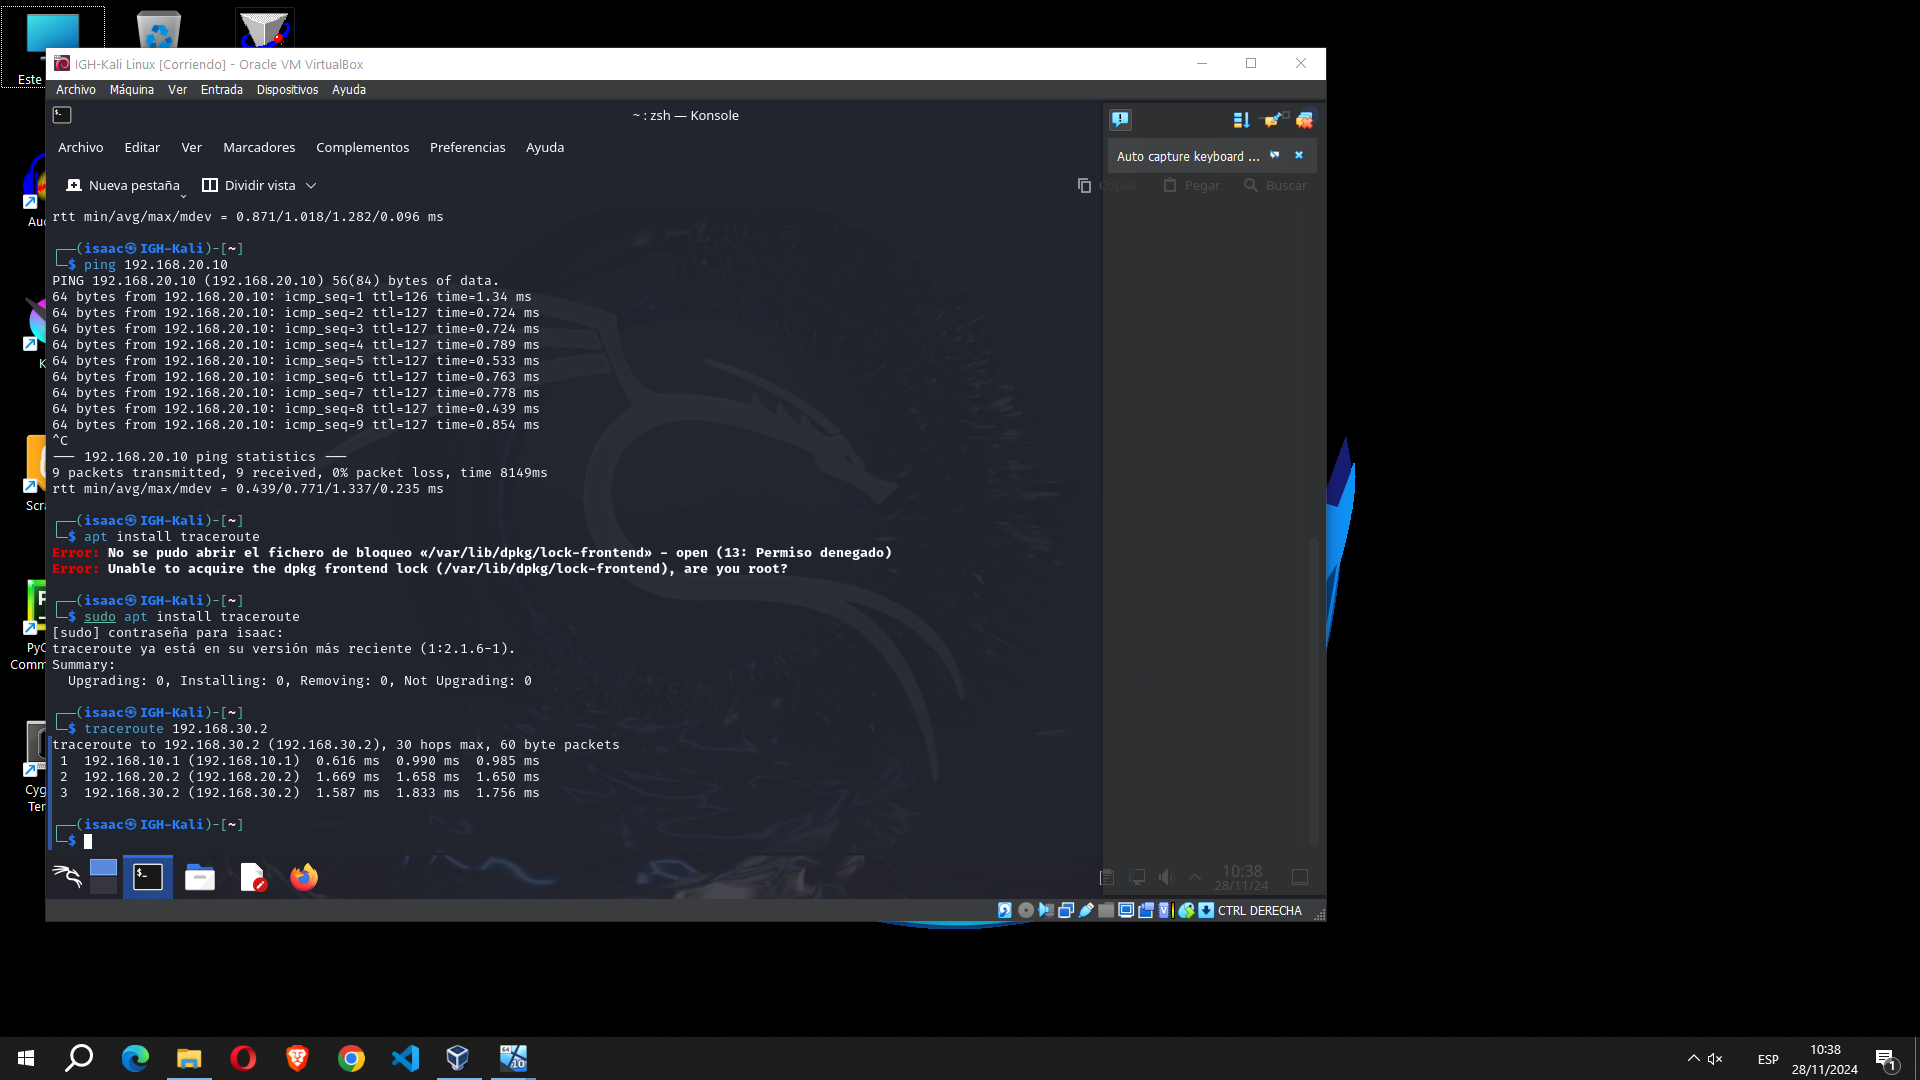 Este
IGH-Kali Linux [Corriendo] - Oracle VM VirtualBox
Archivo Máquina Ver Entrada Dispositivos Ayuda
~ : zsh — Konsole
Archivo Editar Ver Marcadores Complementos Preferencias Ayuda
Auto capture keyboard ...
Nueva pestaña Dividir vista Copiar Pegar Buscar
rtt min/avg/max/mdev = 0.871/1.018/1.282/0.096 ms
┌──(isaac㉿IGH-Kali)-[~]
└─$ ping 192.168.20.10
PING 192.168.20.10 (192.168.20.10) 56(84) bytes of data.
64 bytes from 192.168.20.10: icmp_seq=1 ttl=126 time=1.34 ms
64 bytes from 192.168.20.10: icmp_seq=2 ttl=127 time=0.724 ms
64 bytes from 192.168.20.10: icmp_seq=3 ttl=127 time=0.724 ms
64 bytes from 192.168.20.10: icmp_seq=4 ttl=127 time=0.789 ms
64 bytes from 192.168.20.10: icmp_seq=5 ttl=127 time=0.533 ms
64 bytes from 192.168.20.10: icmp_seq=6 ttl=127 time=0.763 ms
64 bytes from 192.168.20.10: icmp_seq=7 ttl=127 time=0.778 ms
64 bytes from 192.168.20.10: icmp_seq=8 ttl=127 time=0.439 ms
64 bytes from 192.168.20.10: icmp_seq=9 ttl=127 time=0.854 ms
^C
--- 192.168.20.10 ping statistics ---
9 packets transmitted, 9 received, 0% packet loss, time 8149ms
rtt min/avg/max/mdev = 0.439/0.771/1.337/0.235 ms
┌──(isaac㉿IGH-Kali)-[~]
└─$ apt install traceroute
Error: No se pudo abrir el fichero de bloqueo «/var/lib/dpkg/lock-frontend» - open (13: Permiso denegado)
Error: Unable to acquire the dpkg frontend lock (/var/lib/dpkg/lock-frontend), are you root?
┌──(isaac㉿IGH-Kali)-[~]
└─$ sudo apt install traceroute
[sudo] contraseña para isaac:
traceroute ya está en su versión más reciente (1:2.1.6-1).
Summary:
Upgrading: 0, Installing: 0, Removing: 0, Not Upgrading: 0
┌──(isaac㉿IGH-Kali)-[~]
└─$ traceroute 192.168.30.2
traceroute to 192.168.30.2 (192.168.30.2), 30 hops max, 60 byte packets
1 192.168.10.1 (192.168.10.1) 0.616 ms 0.990 ms 0.985 ms
2 192.168.20.2 (192.168.20.2) 1.669 ms 1.658 ms 1.650 ms
3 192.168.30.2 (192.168.30.2) 1.587 ms 1.833 ms 1.756 ms
┌──(isaac㉿IGH-Kali)-[~]
└─$
Auc
K
Scra
PyC
Comm
Cyg
Ter
10:38
28/11/24
CTRL DERECHA
ESP
10:38
28/11/2024
1